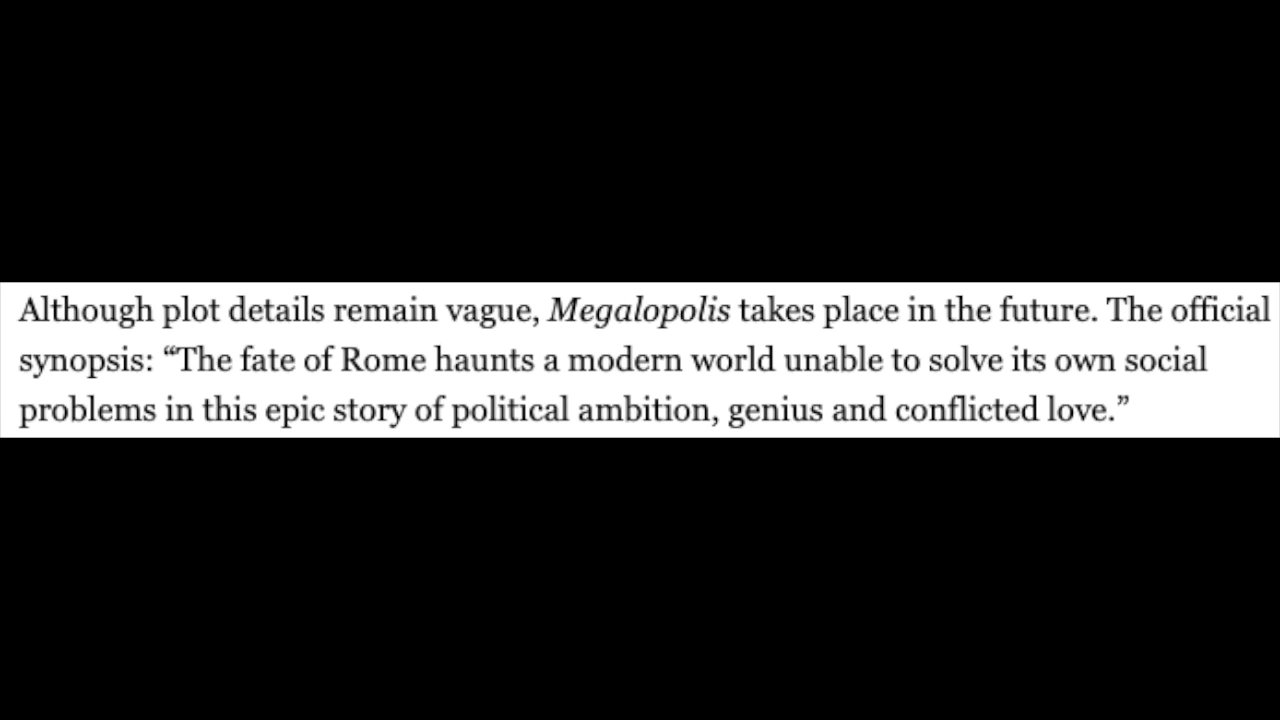 Although plot details remain vague, Megalopolis takes place in the future. The official
synopsis: “The fate of Rome haunts a modern world unable to solve its own social
problems in this epic story of political ambition, genius and conflicted love.”